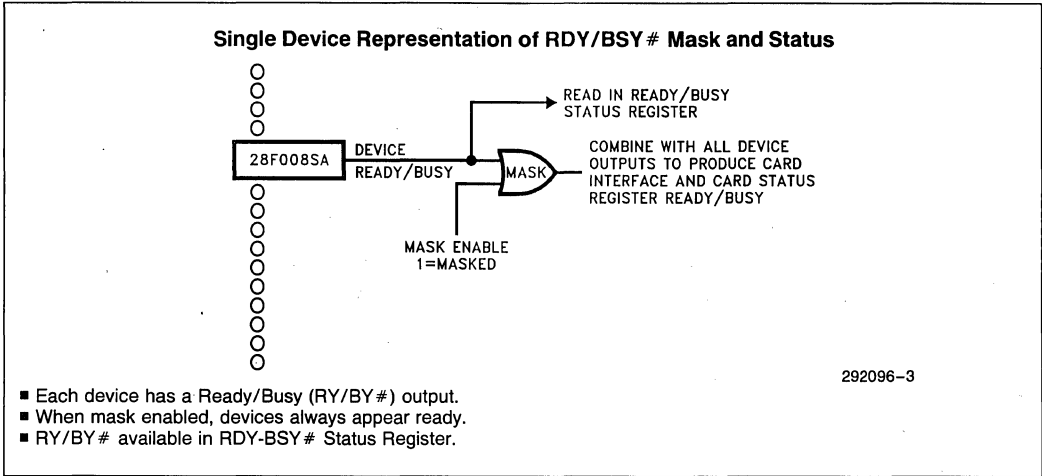 Single Device Representation of RDY/BSY# Mask and Status
READ IN READY/BUSY
STATUS REGISTER
28F008SA
DEVICE
READY/BUSY
MASK
COMBINE WITH ALL DEVICE
OUTPUTS TO PRODUCE CARD
INTERFACE AND CARD STATUS
REGISTER READY/BUSY
MASK ENABLE
1=MASKED
292096-3
■ Each device has a Ready/Busy (RY/BY#) output.
■ When mask enabled, devices always appear ready.
■ RY/BY# available in RDY-BSY# Status Register.